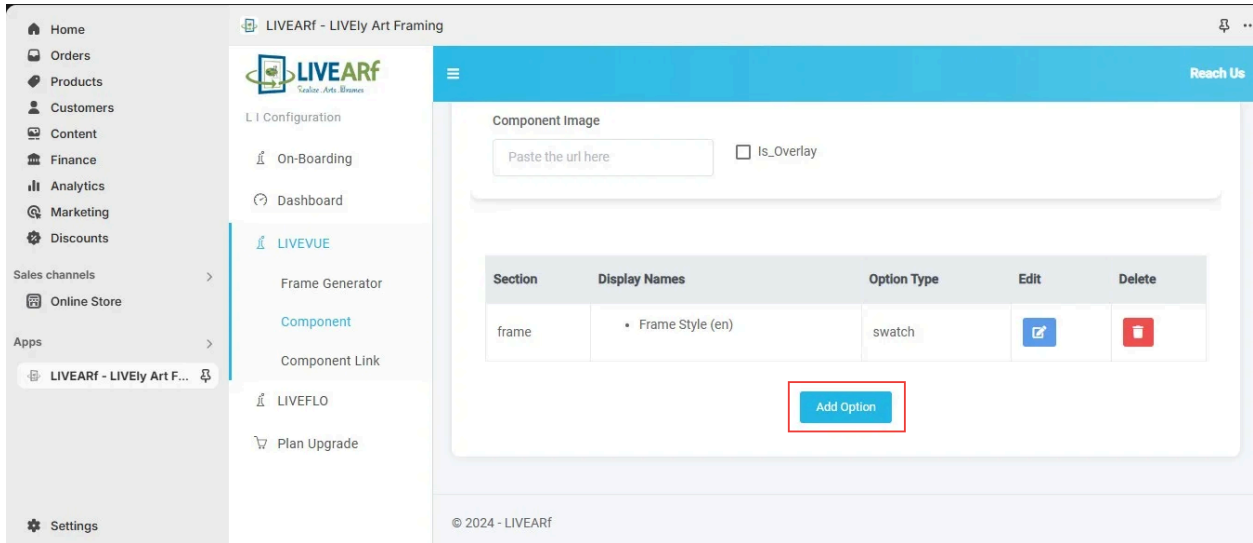 Home
Orders
Products
Customers
Content
Finance
Analytics
Marketing
Discounts
Sales channels
Online Store
Apps
LIVEARf - LIVEly Art F...
Settings
LIVEARf - LIVEly Art Framing
LIVEARf
Realize Arts Dreams
L I Configuration
On-Boarding
Dashboard
LIVEVUE
Frame Generator
Component
Component Link
LIVEFLO
Plan Upgrade
Reach Us
Component Image
Paste the url here
Is_Overlay
Section Display Names Option Type Edit Delete
frame • Frame Style (en) swatch
Add Option
© 2024 - LIVEARf